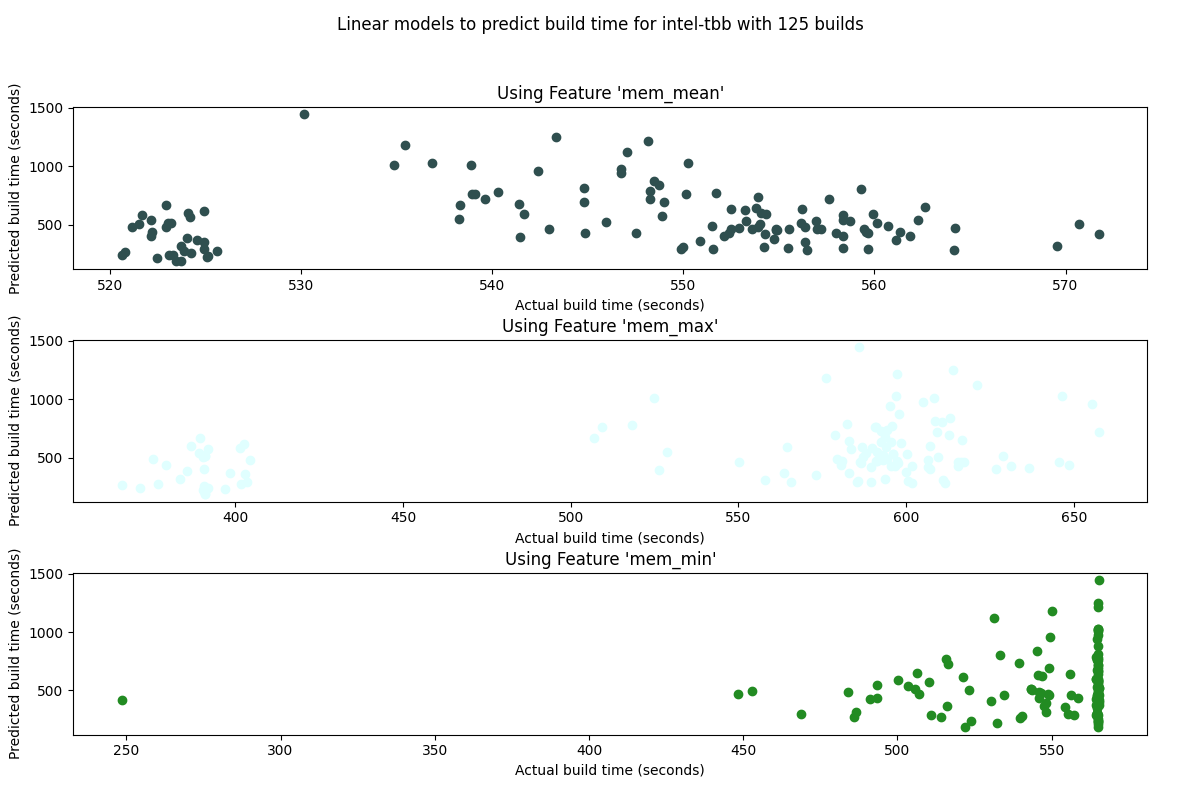 Linear models to predict build time for intel-tbb with 125 builds
Using Feature 'mem_mean'
Predicted build time (seconds)
1500
1000
500
520 530 540 550 560 570
Actual build time (seconds)
Using Feature 'mem_max'
Predicted build time (seconds)
1500
1000
500
400 450 500 550 600 650
Actual build time (seconds)
Using Feature 'mem_min'
Predicted build time (seconds)
1500
1000
500
250 300 350 400 450 500 550
Actual build time (seconds)